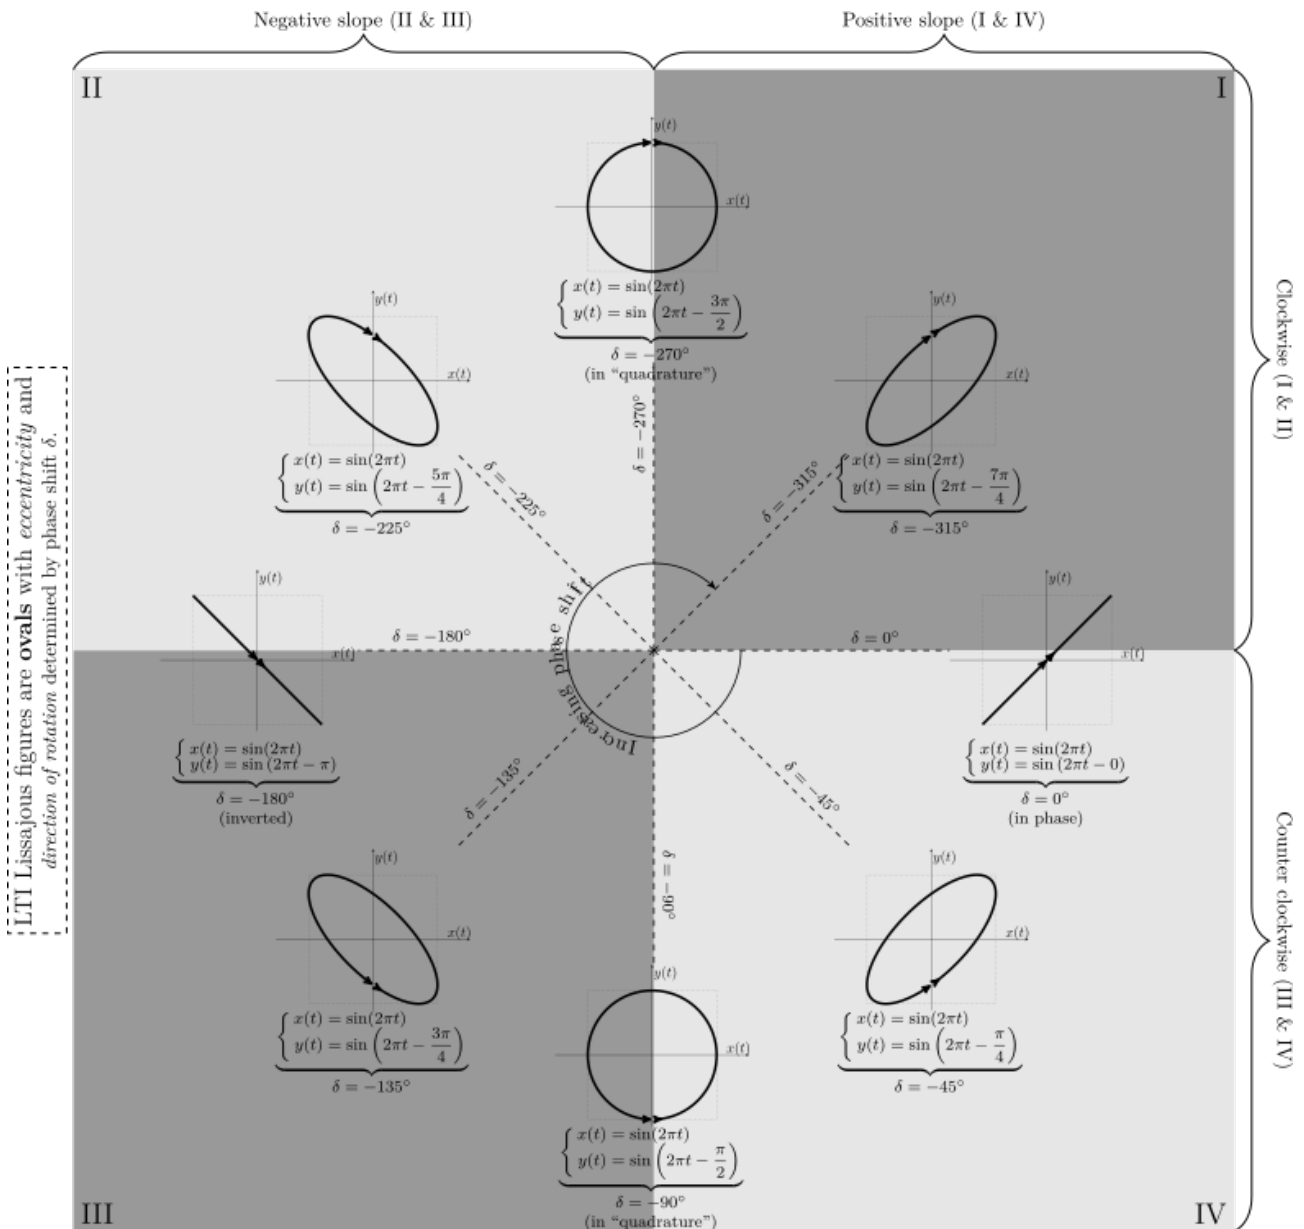 Negative slope (II & III)
Positive slope (I & IV)
II
I
y(t)
x(t)
{ x(t) = sin(2πt)
y(t) = sin (2πt − 3π/2)
δ = −270°
(in “quadrature”)
y(t)
x(t)
{ x(t) = sin(2πt)
y(t) = sin (2πt − 5π/4)
δ = −225°
y(t)
x(t)
{ x(t) = sin(2πt)
y(t) = sin (2πt − 7π/4)
δ = −315°
δ = −225°
δ = −270°
δ = −315°
Clockwise (I & II)
LTI Lissajous figures are ovals with eccentricity and
direction of rotation determined by phase shift δ.
y(t)
x(t)
{ x(t) = sin(2πt)
y(t) = sin (2πt − π)
δ = −180°
(inverted)
δ = −180°
Increasing phase shift
δ = 0°
y(t)
x(t)
{ x(t) = sin(2πt)
y(t) = sin (2πt − 0)
δ = 0°
(in phase)
δ = −135°
δ = −90°
δ = −45°
Counter clockwise (III & IV)
y(t)
x(t)
{ x(t) = sin(2πt)
y(t) = sin (2πt − 3π/4)
δ = −135°
y(t)
x(t)
{ x(t) = sin(2πt)
y(t) = sin (2πt − π/4)
δ = −45°
y(t)
x(t)
{ x(t) = sin(2πt)
y(t) = sin (2πt − π/2)
δ = −90°
(in “quadrature”)
III
IV